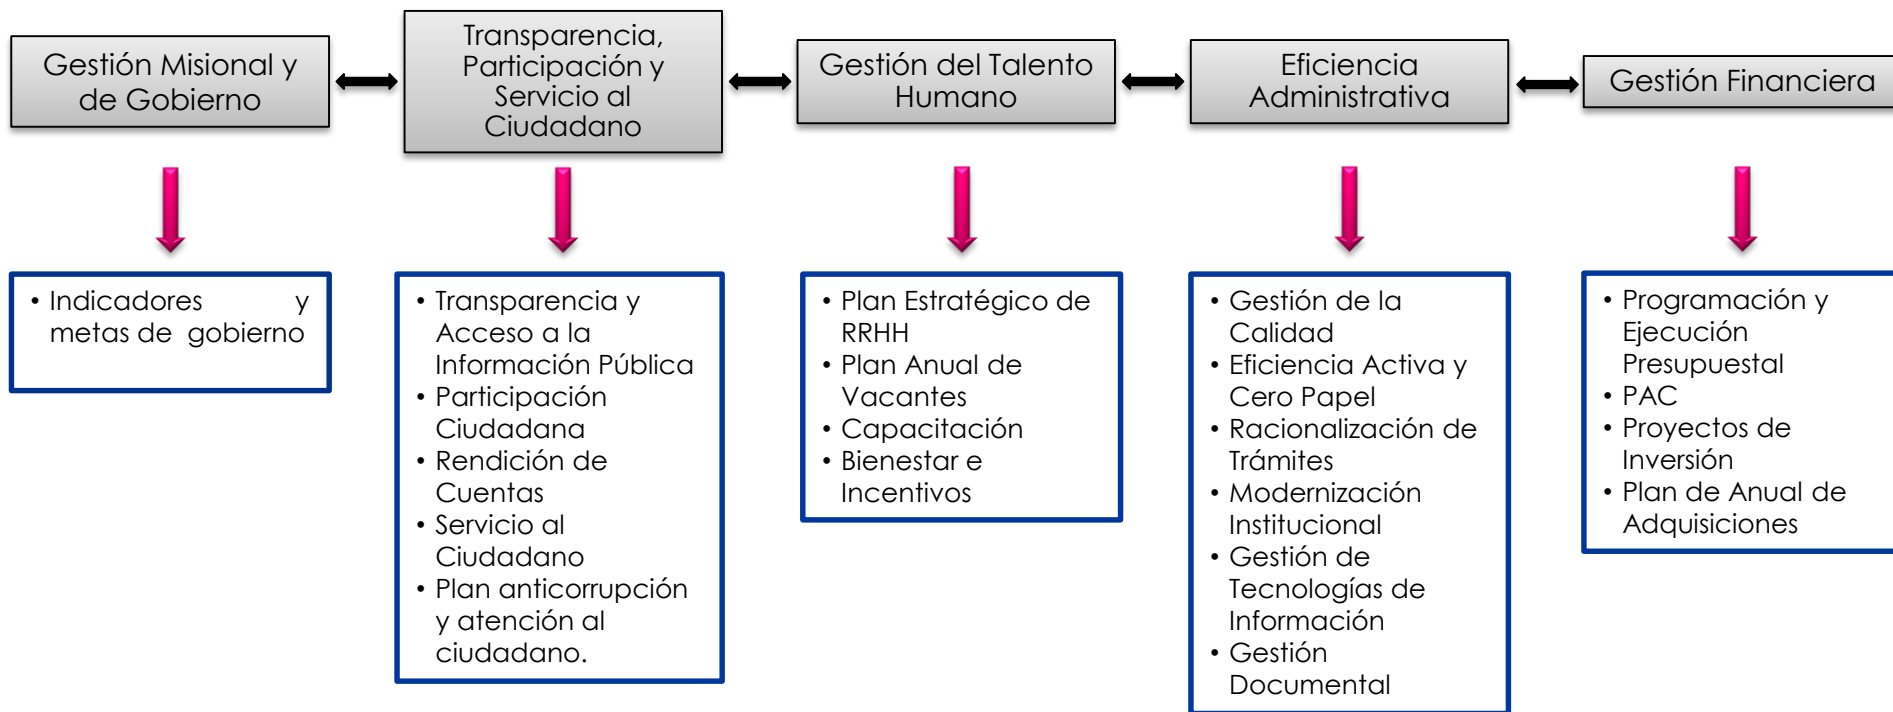 Gestión Misional y
de Gobierno
Transparencia,
Participación y
Servicio al
Ciudadano
Gestión del Talento
Humano
Eficiencia
Administrativa
Gestión Financiera
• Indicadores y
metas de gobierno
• Transparencia y
Acceso a la
Información Pública
• Participación
Ciudadana
• Rendición de
Cuentas
• Servicio al
Ciudadano
• Plan anticorrupción
y atención al
ciudadano.
• Plan Estratégico de
RRHH
• Plan Anual de
Vacantes
• Capacitación
• Bienestar e
Incentivos
• Gestión de la
Calidad
• Eficiencia Activa y
Cero Papel
• Racionalización de
Trámites
• Modernización
Institucional
• Gestión de
Tecnologías de
Información
• Gestión
Documental
• Programación y
Ejecución
Presupuestal
• PAC
• Proyectos de
Inversión
• Plan de Anual de
Adquisiciones